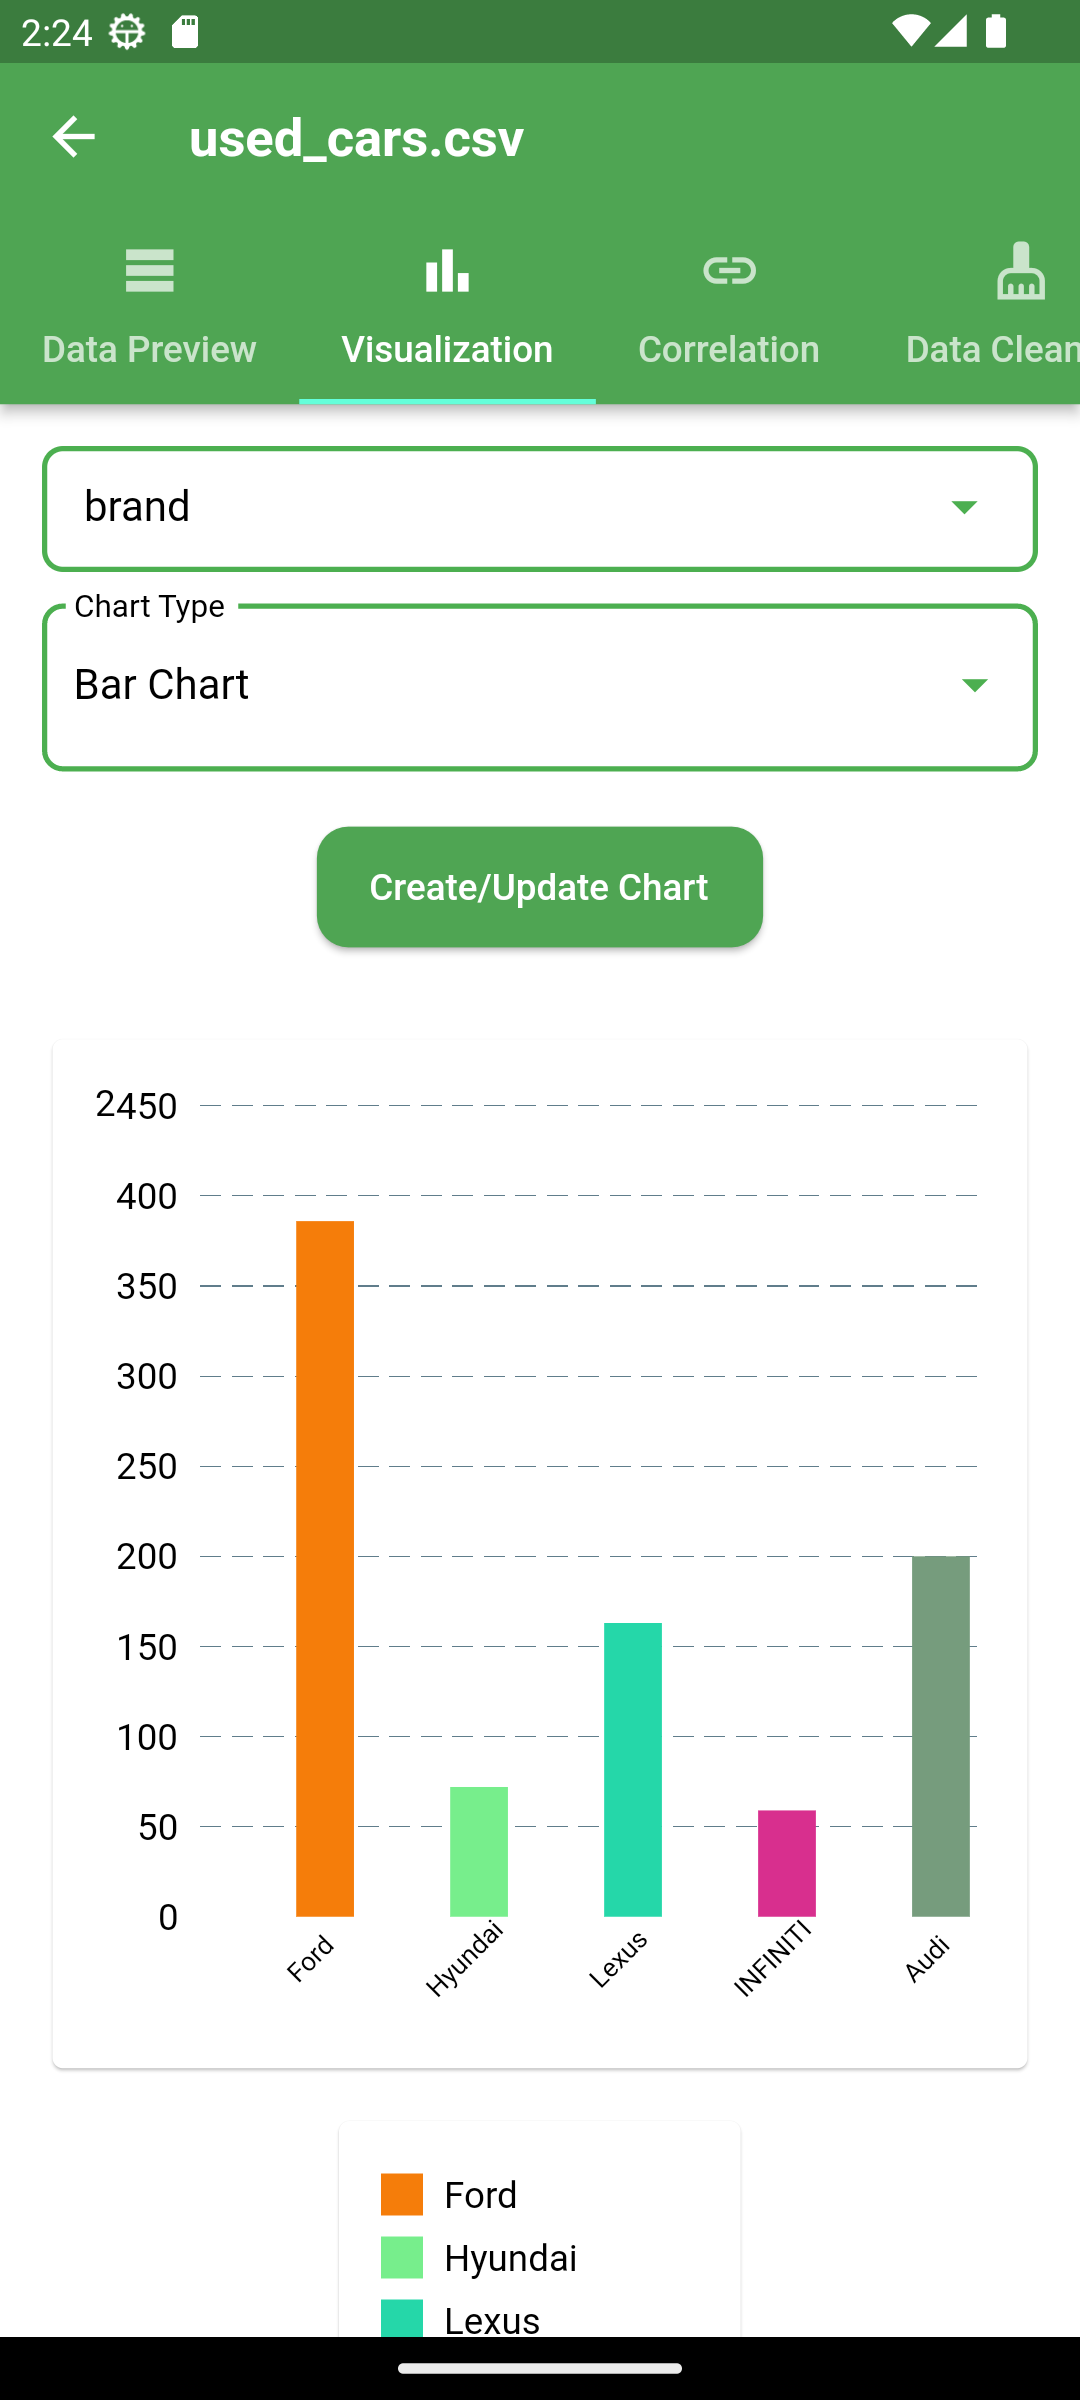 2:24
used_cars.csv
Data Preview
Visualization
Correlation
Data Clean
brand
Chart Type
Bar Chart
Create/Update Chart
2450
400
350
300
250
200
150
100
50
0
Ford
Hyundai
Lexus
INFINITI
Audi
Ford
Hyundai
Lexus